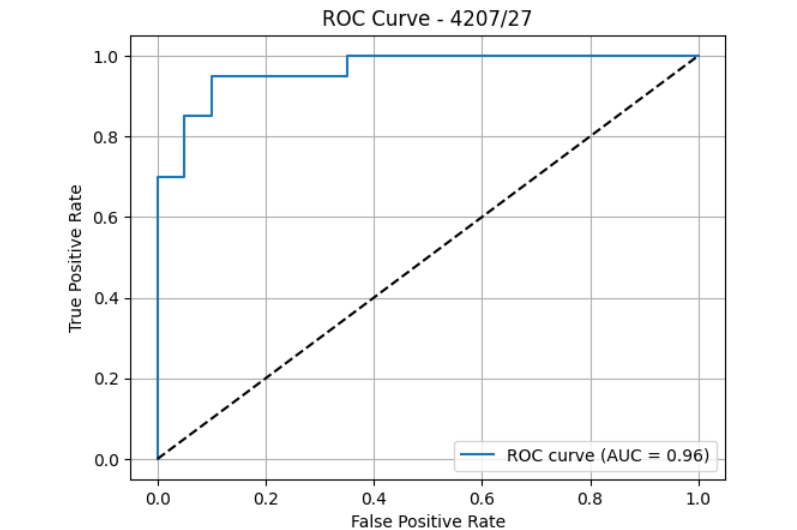 ROC Curve - 4207/27
1.0
0.8
0.6
0.4
0.2
0.0
True Positive Rate
ROC curve (AUC = 0.96)
0.0 0.2 0.4 0.6 0.8 1.0
False Positive Rate